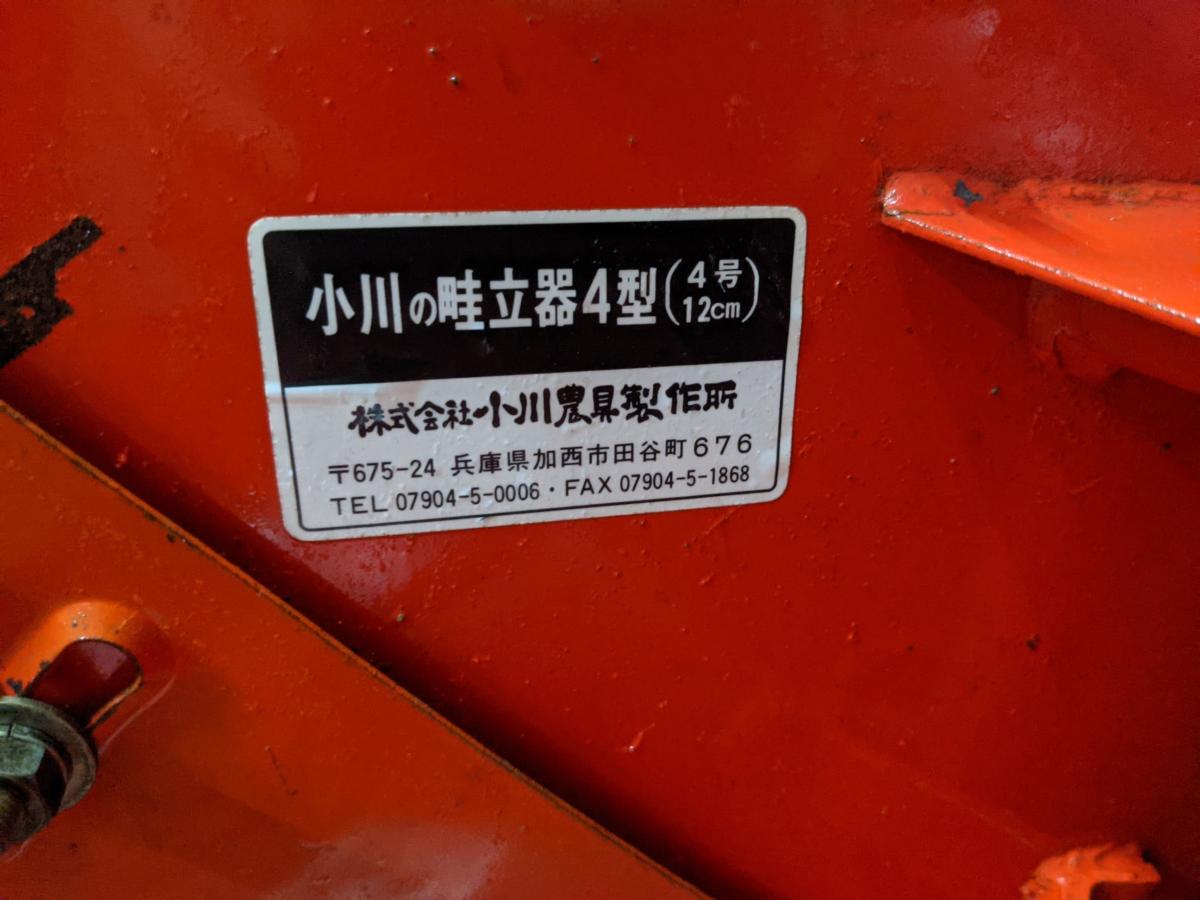 小川の畦立器4型(4号 12cm)
株式会社小川農具製作所
〒675-24 兵庫県加西市田谷町676
TEL 07904-5-0006・FAX 07904-5-1868